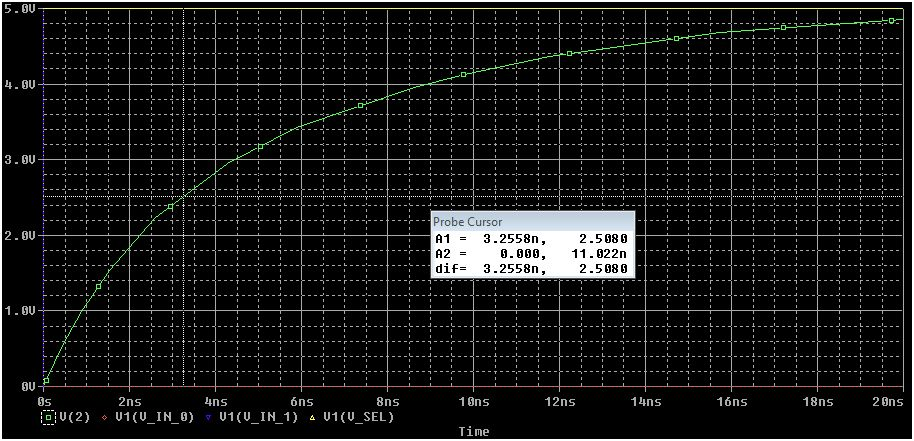 5.0V
4.0V
3.0V
2.0V
1.0V
0V
Probe Cursor
A1 = 3.2558n, 2.5080
A2 = 0.000, 11.022n
dif= 3.2558n, 2.5080
0s 2ns 4ns 6ns 8ns 10ns 12ns 14ns 16ns 18ns 20ns
V(2) V1(V_IN_0) V1(V_IN_1) V1(V_SEL)
Time